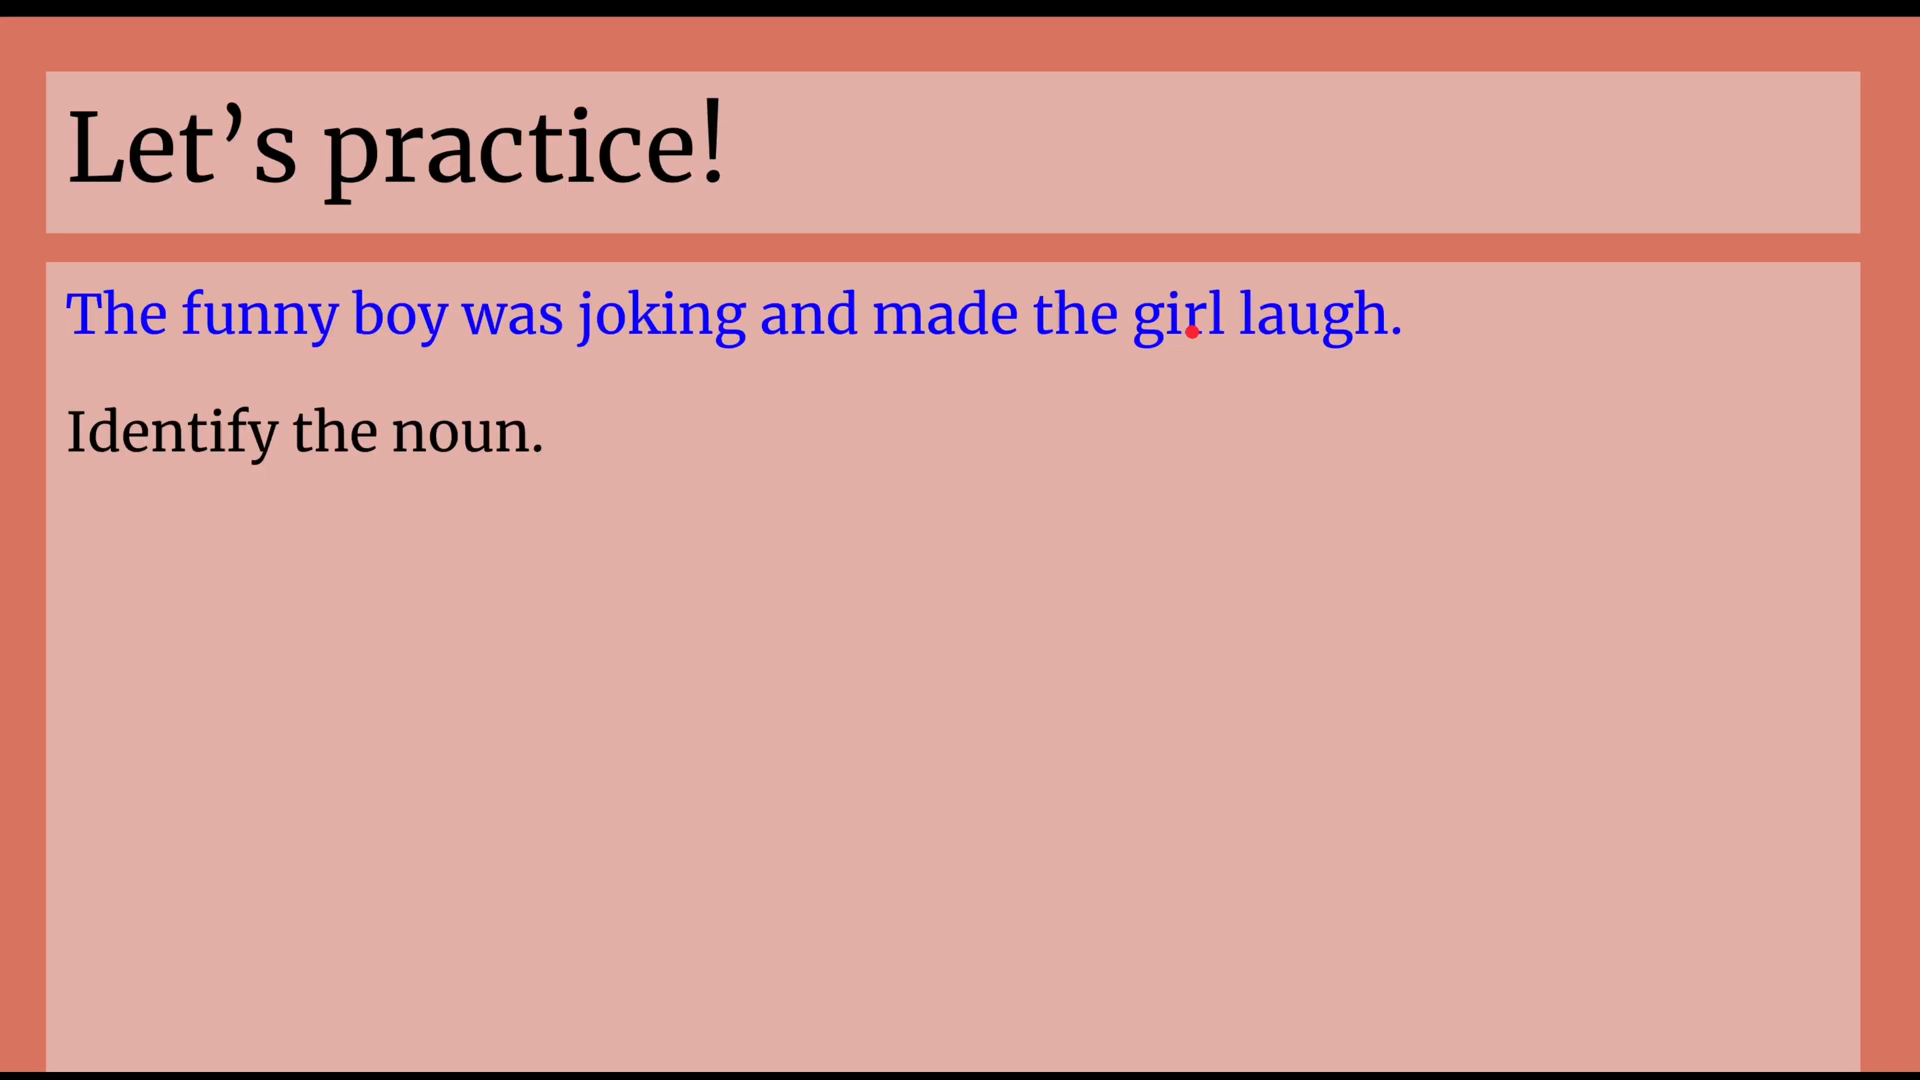 Let’s practice!
The funny boy was joking and made the girl laugh.
Identify the noun.